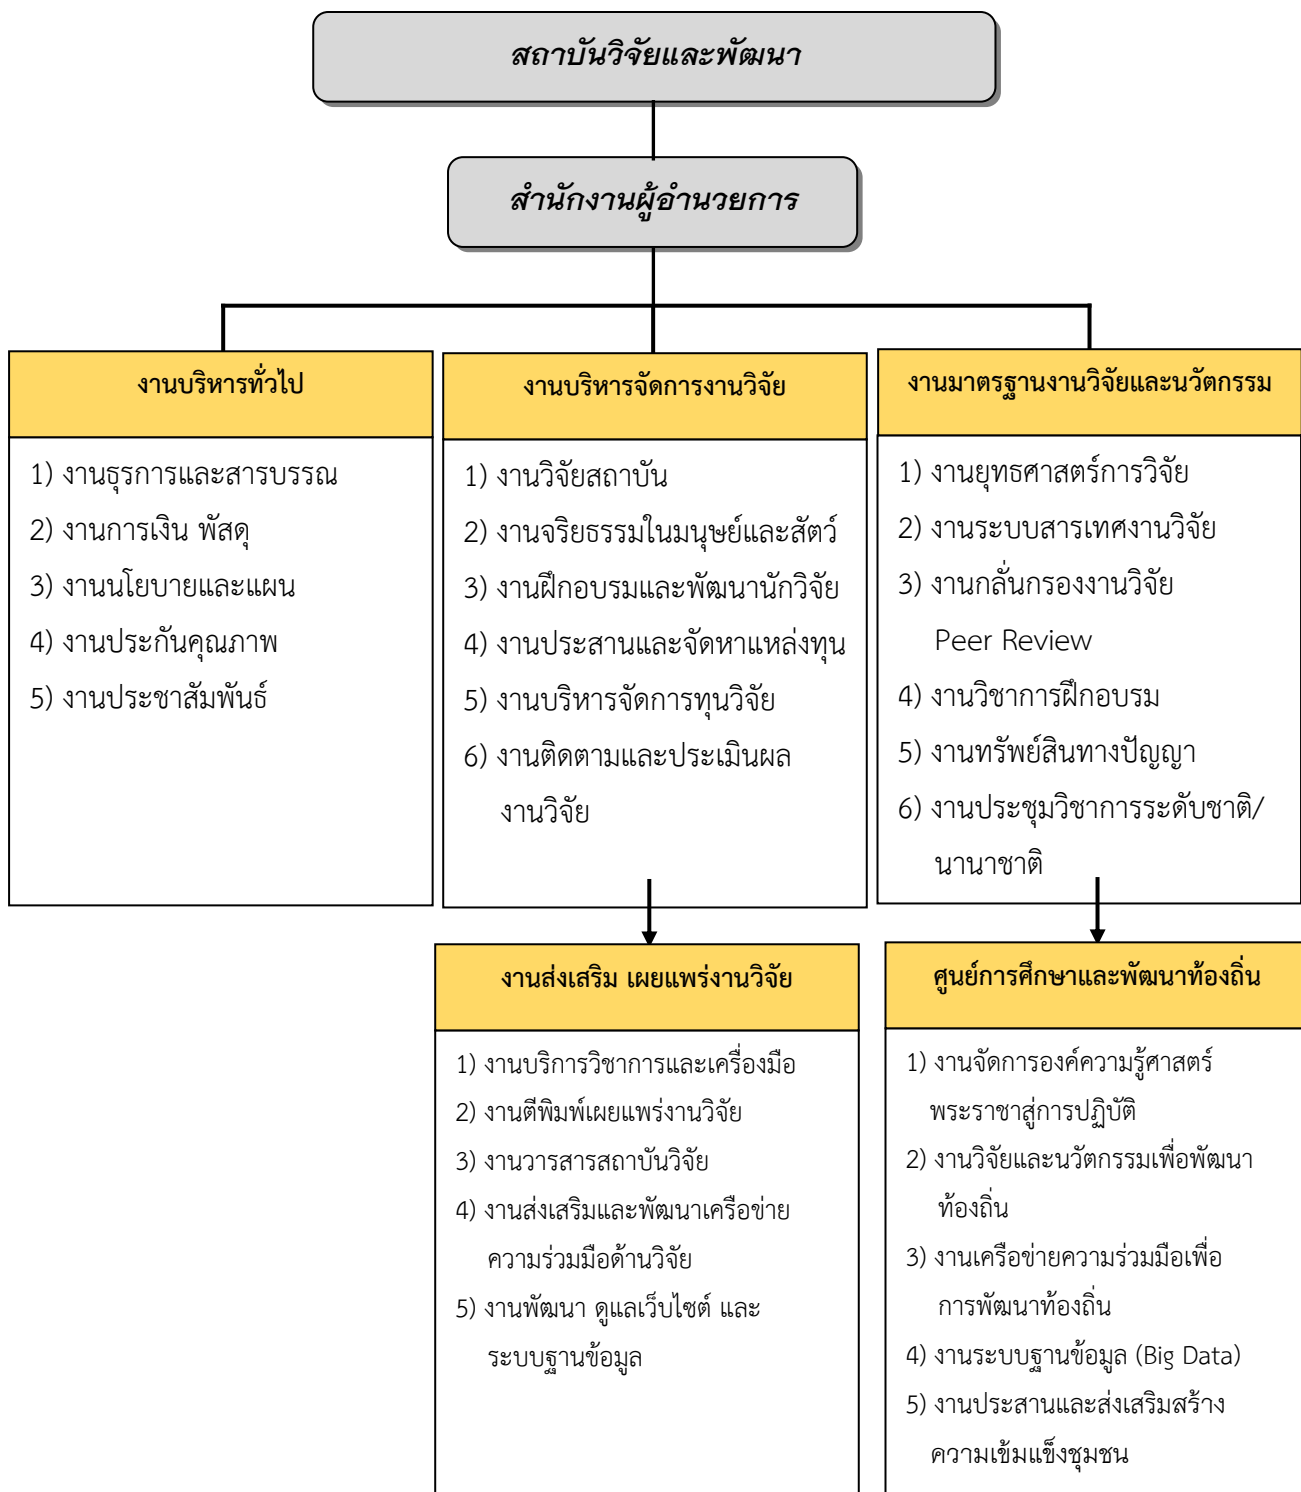 สถาบันวิจัยและพัฒนา
สำนักงานผู้อำนวยการ
งานบริหารทั่วไป
1) งานธุรการและสารบรรณ
2) งานการเงิน พัสดุ
3) งานนโยบายและแผน
4) งานประกันคุณภาพ
5) งานประชาสัมพันธ์
งานบริหารจัดการงานวิจัย
1) งานวิจัยสถาบัน
2) งานจริยธรรมในมนุษย์และสัตว์
3) งานฝึกอบรมและพัฒนานักวิจัย
4) งานประสานและจัดหาแหล่งทุน
5) งานบริหารจัดการทุนวิจัย
6) งานติดตามและประเมินผล
งานวิจัย
งานมาตรฐานงานวิจัยและนวัตกรรม
1) งานยุทธศาสตร์การวิจัย
2) งานระบบสารเทศงานวิจัย
3) งานกลั่นกรองงานวิจัย
Peer Review
4) งานวิชาการฝึกอบรม
5) งานทรัพย์สินทางปัญญา
6) งานประชุมวิชาการระดับชาติ/
นานาชาติ
งานส่งเสริม เผยแพร่งานวิจัย
1) งานบริการวิชาการและเครื่องมือ
2) งานตีพิมพ์เผยแพร่งานวิจัย
3) งานวารสารสถาบันวิจัย
4) งานส่งเสริมและพัฒนาเครือข่าย
ความร่วมมือด้านวิจัย
5) งานพัฒนา ดูแลเว็บไซต์ และ
ระบบฐานข้อมูล
ศูนย์การศึกษาและพัฒนาท้องถิ่น
1) งานจัดการองค์ความรู้ศาสตร์
พระราชาสู่การปฏิบัติ
2) งานวิจัยและนวัตกรรมเพื่อพัฒนา
ท้องถิ่น
3) งานเครือข่ายความร่วมมือเพื่อ
การพัฒนาท้องถิ่น
4) งานระบบฐานข้อมูล (Big Data)
5) งานประสานและส่งเสริมสร้าง
ความเข้มแข็งชุมชน